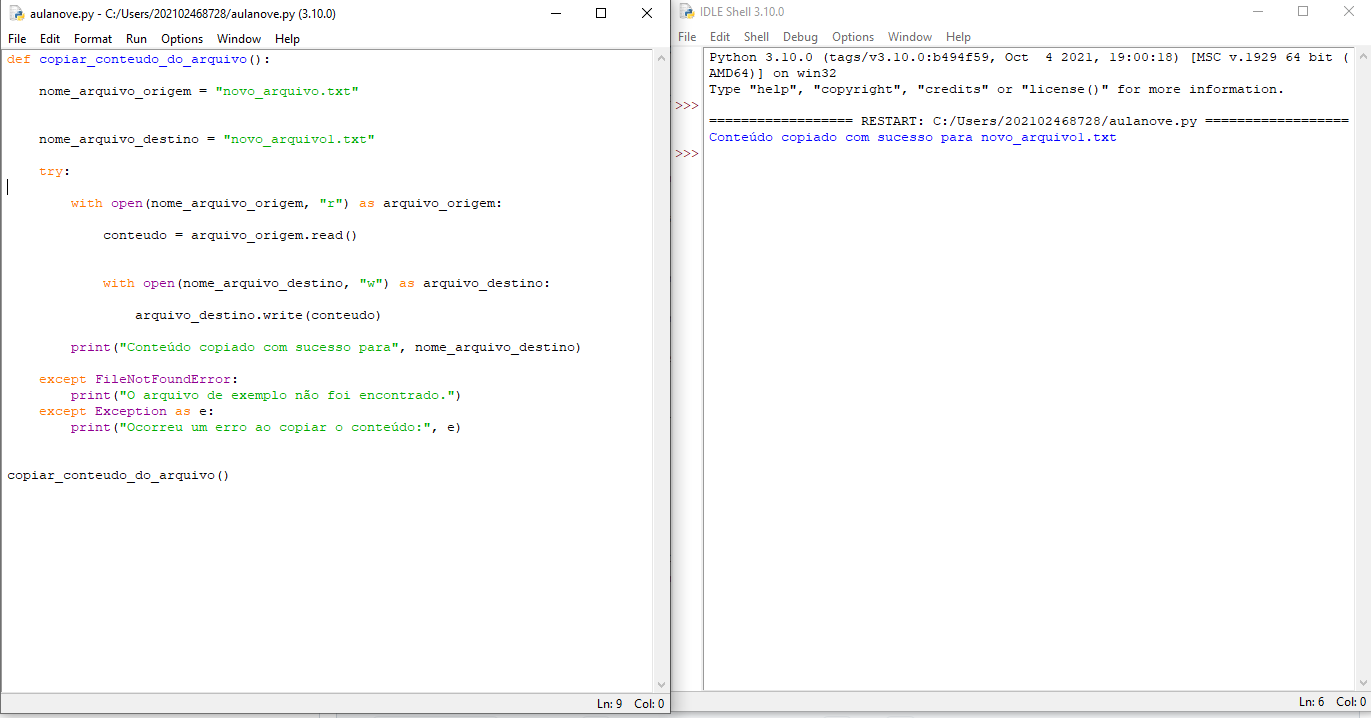 aulanove.py - C:/Users/202102468728/aulanove.py (3.10.0)
File Edit Format Run Options Window Help
def copiar_conteudo_do_arquivo():
    nome_arquivo_origem = "novo_arquivo.txt"
    nome_arquivo_destino = "novo_arquivo1.txt"
    try:
        with open(nome_arquivo_origem, "r") as arquivo_origem:
            conteudo = arquivo_origem.read()
            with open(nome_arquivo_destino, "w") as arquivo_destino:
                arquivo_destino.write(conteudo)
        print("Conteúdo copiado com sucesso para", nome_arquivo_destino)
    except FileNotFoundError:
        print("O arquivo de exemplo não foi encontrado.")
    except Exception as e:
        print("Ocorreu um erro ao copiar o conteúdo:", e)
copiar_conteudo_do_arquivo()
Ln: 9 Col: 0
IDLE Shell 3.10.0
File Edit Shell Debug Options Window Help
Python 3.10.0 (tags/v3.10.0:b494f59, Oct  4 2021, 19:00:18) [MSC v.1929 64 bit (
AMD64)] on win32
Type "help", "copyright", "credits" or "license()" for more information.
>>>
================== RESTART: C:/Users/202102468728/aulanove.py ==================
Conteúdo copiado com sucesso para novo_arquivo1.txt
>>>
Ln: 6 Col: 0